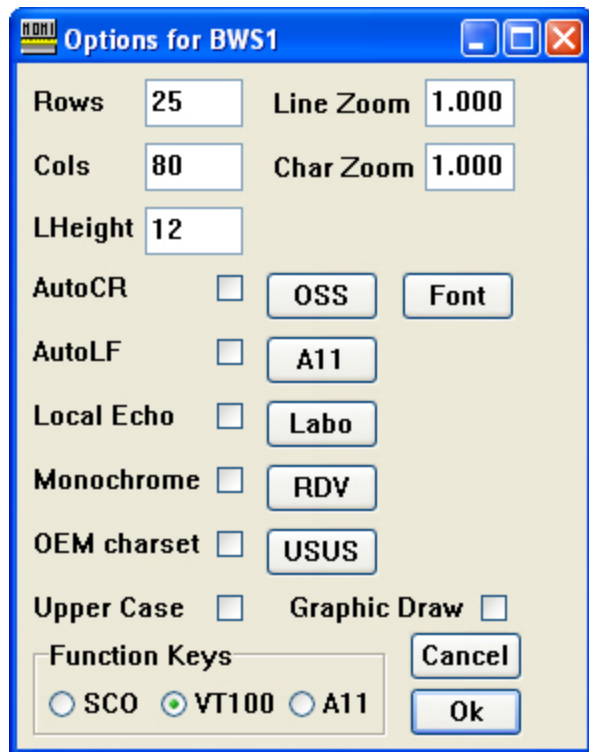 MOMI
Options for BWS1
Rows 25 Line Zoom 1.000
Cols 80 Char Zoom 1.000
LHeight 12
AutoCR OSS Font
AutoLF A11
Local Echo Labo
Monochrome RDV
OEM charset USUS
Upper Case Graphic Draw
Function Keys Cancel
SCO VT100 A11 Ok